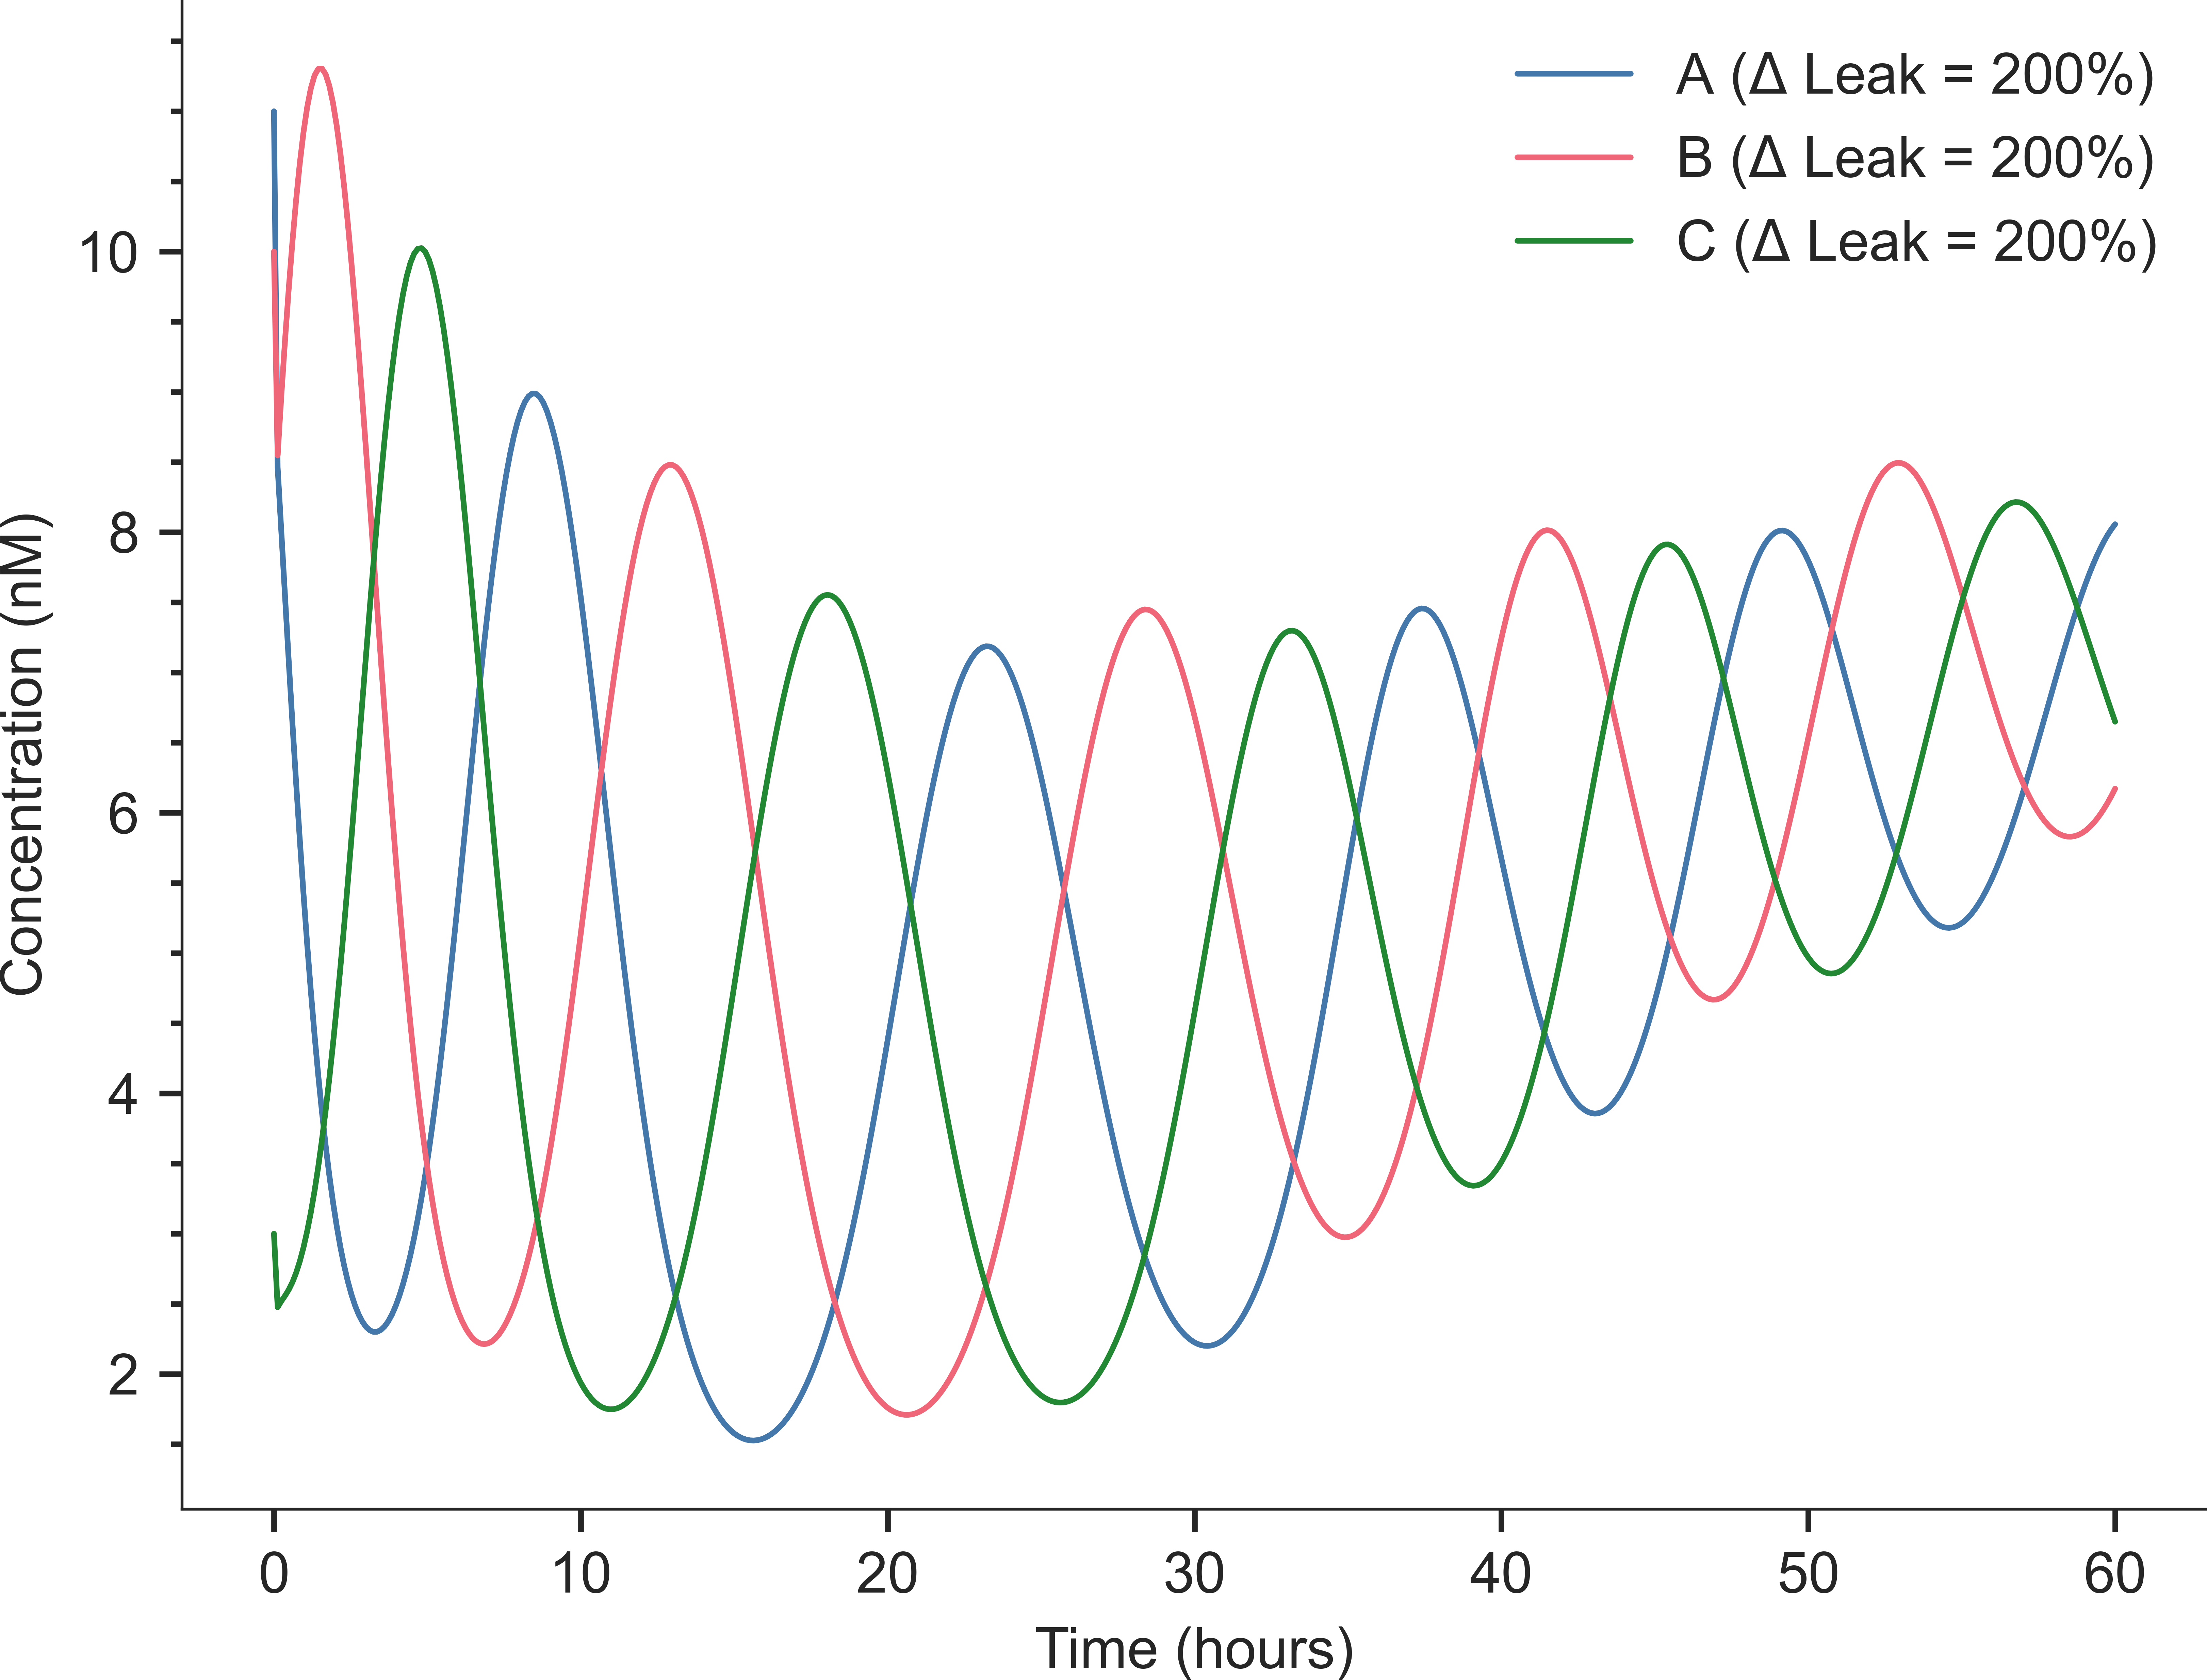 A (Δ Leak = 200%)
B (Δ Leak = 200%)
C (Δ Leak = 200%)
10
8
6
4
2
Concentration (nM)
0 10 20 30 40 50 60
Time (hours)